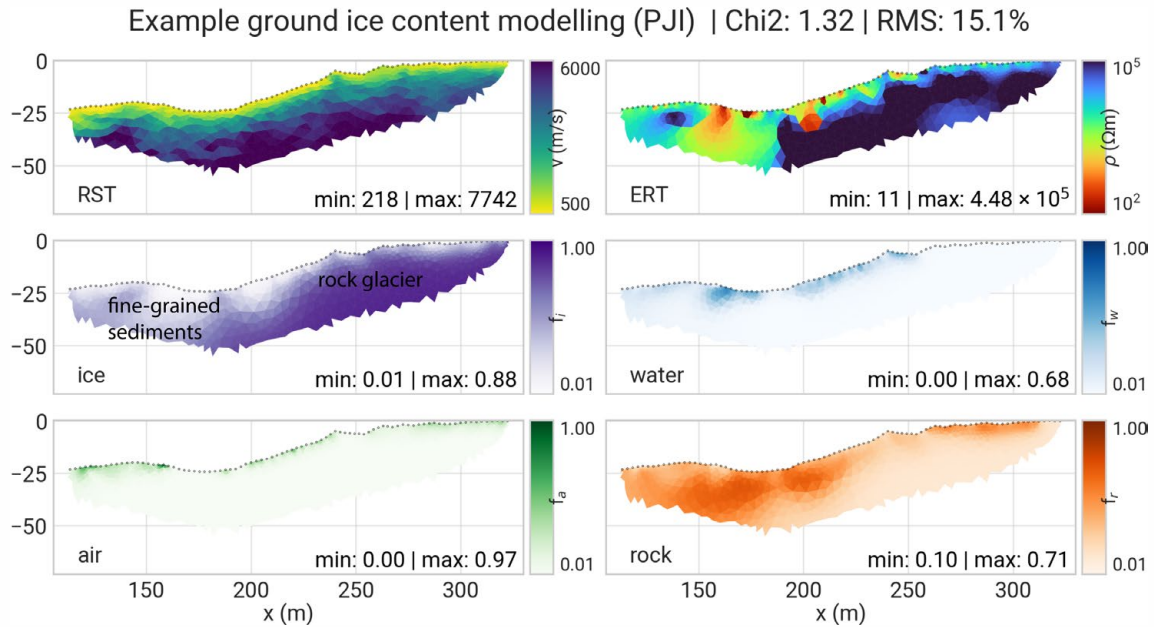 Example ground ice content modelling (PJI) | Chi2: 1.32 | RMS: 15.1%
0
−25
−50
RST
min: 218 | max: 7742
6000
v (m/s)
500
ERT
min: 11 | max: 4.48 × 10⁵
10⁵
ρ (Ωm)
10²
0
−25
−50
rock glacier
fine-grained
sediments
ice
min: 0.01 | max: 0.88
1.00
fᵢ
0.01
water
min: 0.00 | max: 0.68
1.00
f_w
0.01
0
−25
−50
air
min: 0.00 | max: 0.97
1.00
fₐ
0.01
rock
min: 0.10 | max: 0.71
1.00
fᵣ
0.01
150 200 250 300
x (m)
150 200 250 300
x (m)